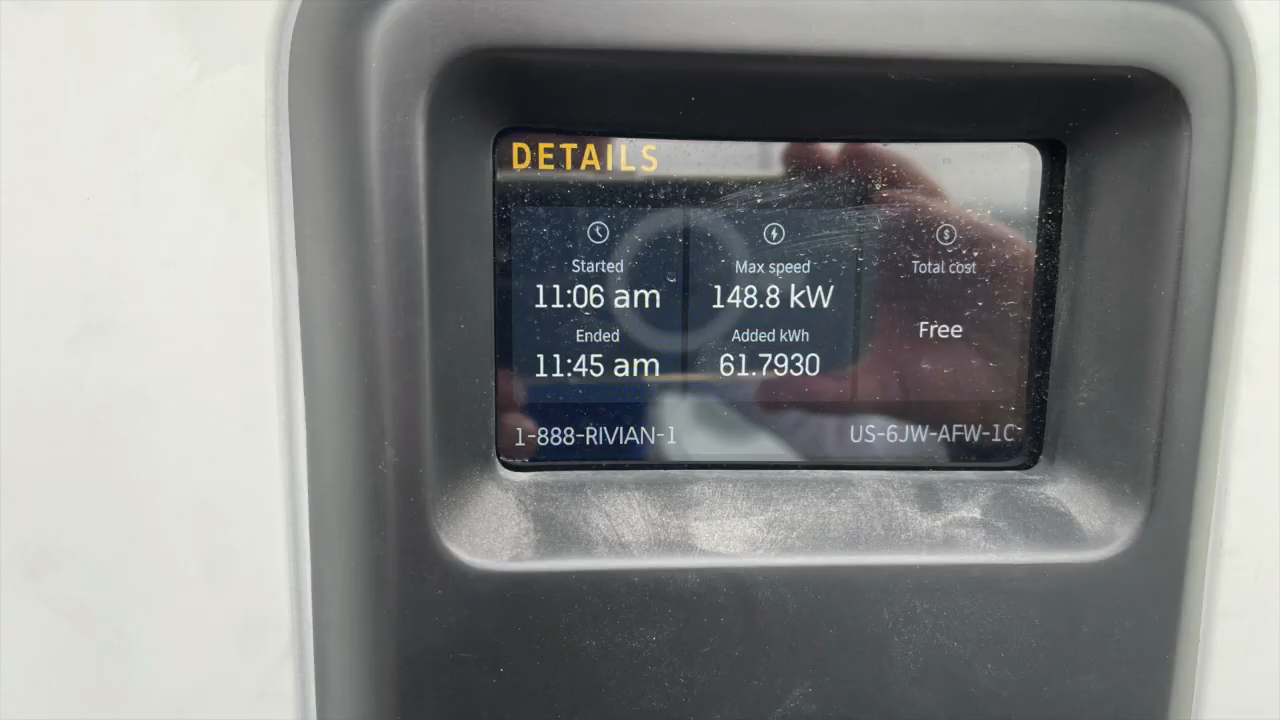 DETAILS
Started
11:06 am
Ended
11:45 am
Max speed
148.8 kW
Added kWh
61.7930
Total cost
Free
1-888-RIVIAN-1
US-6JW-AFW-1C